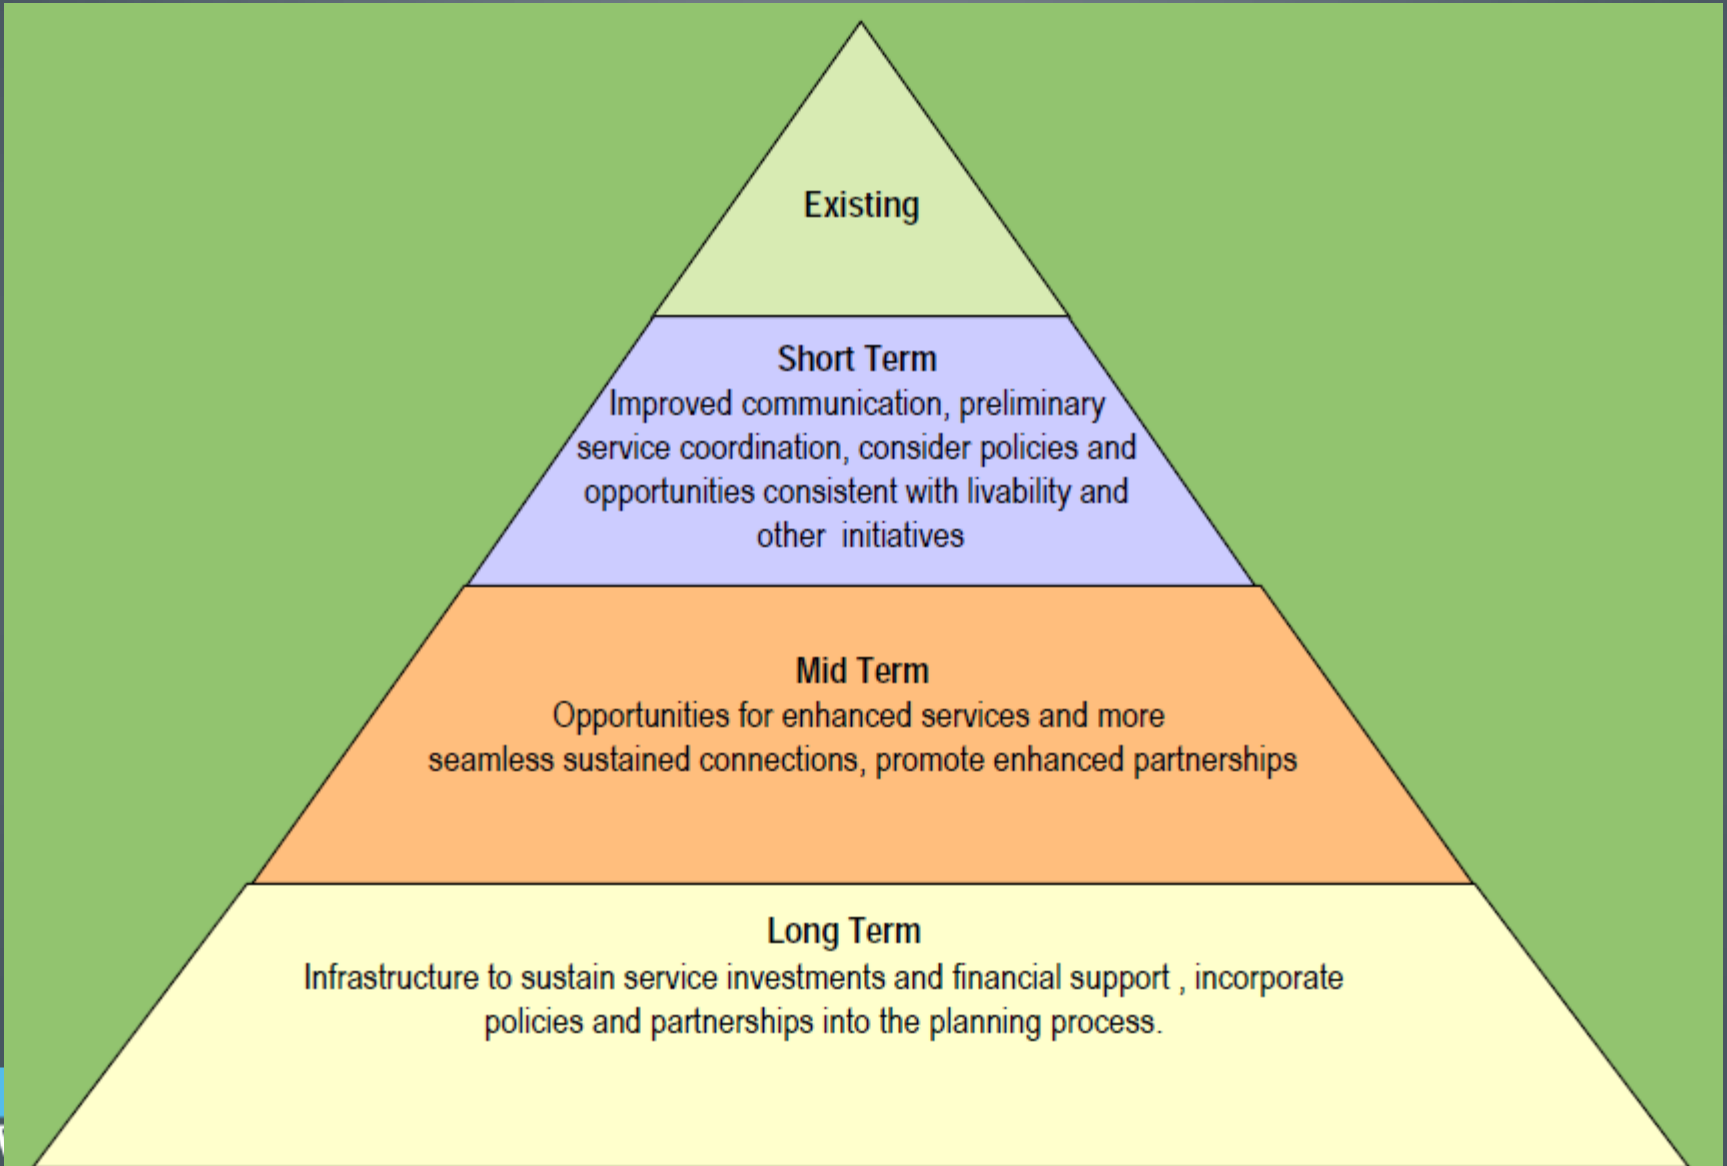 Existing
Short Term
Improved communication, preliminary
service coordination, consider policies and
opportunities consistent with livability and
other initiatives
Mid Term
Opportunities for enhanced services and more
seamless sustained connections, promote enhanced partnerships
Long Term
Infrastructure to sustain service investments and financial support , incorporate
policies and partnerships into the planning process.